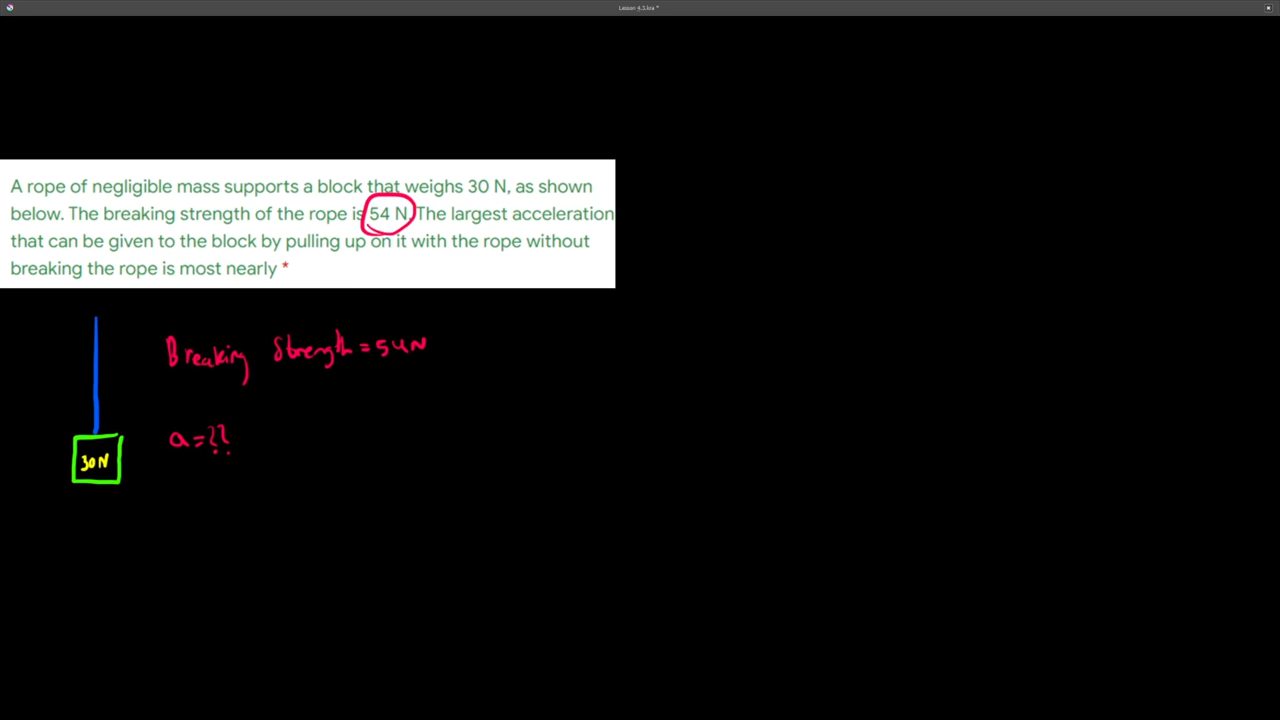 Lesson 4.3.kra *
A rope of negligible mass supports a block that weighs 30 N, as shown
below. The breaking strength of the rope is 54 N. The largest acceleration
that can be given to the block by pulling up on it with the rope without
breaking the rope is most nearly *
Breaking Strength = 54N
a = ??
30N